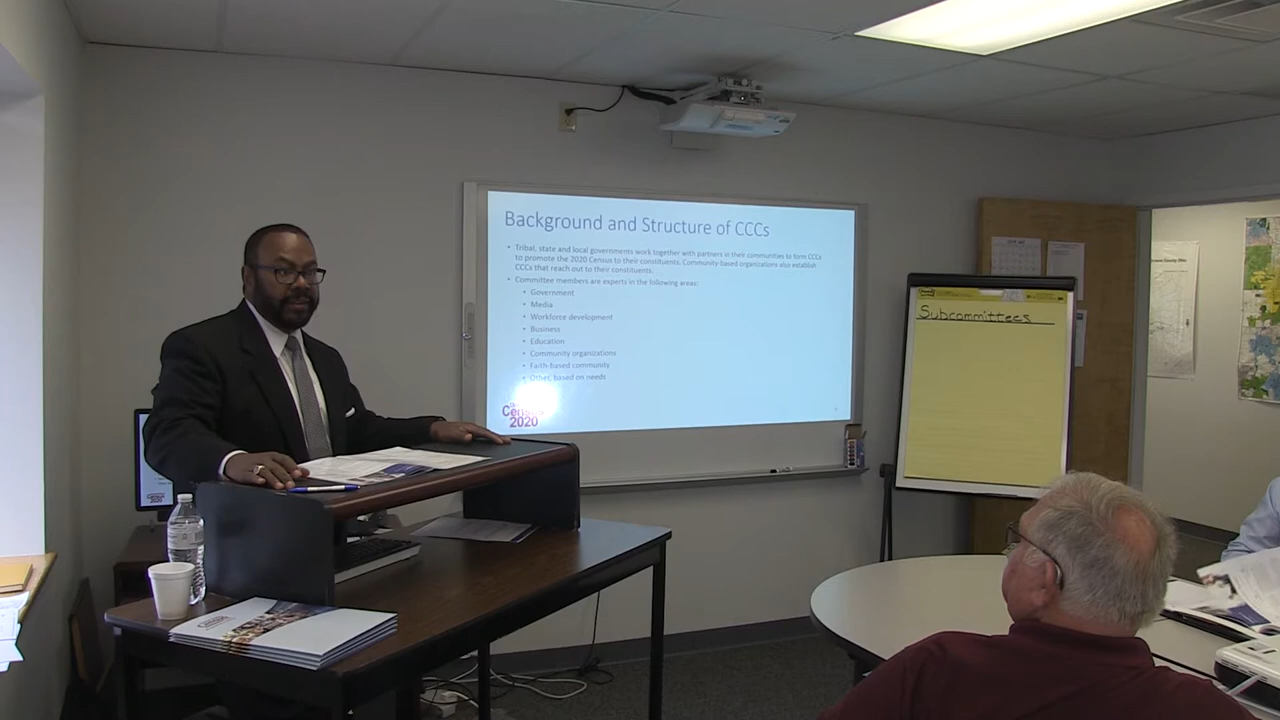 Background and Structure of CCCs
• Tribal, state and local governments work together with partners in their communities to form CCCs
to promote the 2020 Census to their constituents. Community-based organizations also establish
CCCs that reach out to their constituents.
• Committee members are experts in the following areas:
• Government
• Media
• Workforce development
• Business
• Education
• Community organizations
• Faith-based community
• Other, based on needs
Census
2020
Subcommittees